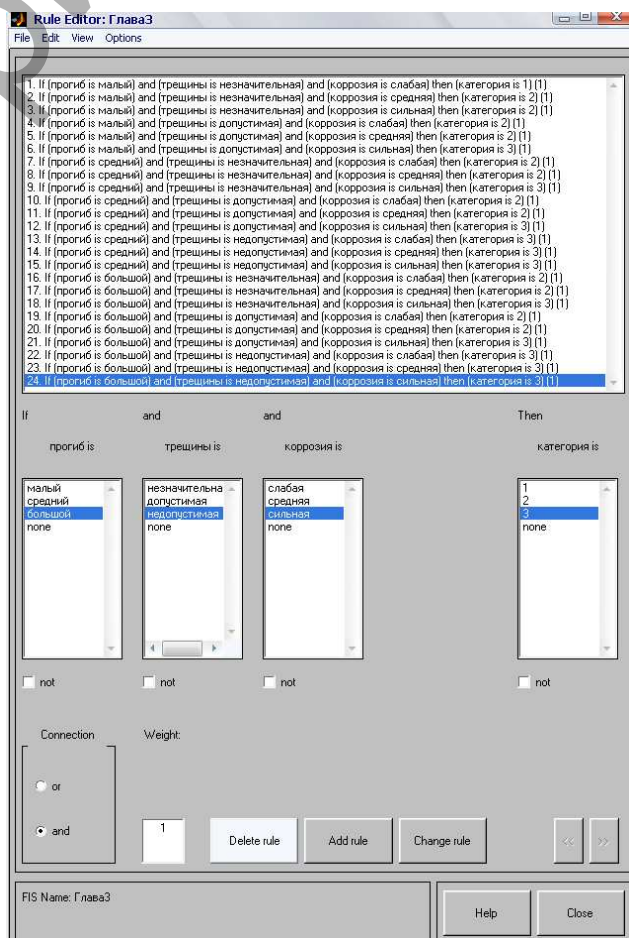 Rule Editor: Глава3
File Edit View Options
1. If (прогиб is малый) and (трещины is незначительная) and (коррозия is слабая) then (категория is 1) (1)
2. If (прогиб is малый) and (трещины is незначительная) and (коррозия is средняя) then (категория is 2) (1)
3. If (прогиб is малый) and (трещины is незначительная) and (коррозия is сильная) then (категория is 2) (1)
4. If (прогиб is малый) and (трещины is допустимая) and (коррозия is слабая) then (категория is 2) (1)
5. If (прогиб is малый) and (трещины is допустимая) and (коррозия is средняя) then (категория is 2) (1)
6. If (прогиб is малый) and (трещины is допустимая) and (коррозия is сильная) then (категория is 3) (1)
7. If (прогиб is средний) and (трещины is незначительная) and (коррозия is слабая) then (категория is 2) (1)
8. If (прогиб is средний) and (трещины is незначительная) and (коррозия is средняя) then (категория is 2) (1)
9. If (прогиб is средний) and (трещины is незначительная) and (коррозия is сильная) then (категория is 3) (1)
10. If (прогиб is средний) and (трещины is допустимая) and (коррозия is слабая) then (категория is 2) (1)
11. If (прогиб is средний) and (трещины is допустимая) and (коррозия is средняя) then (категория is 2) (1)
12. If (прогиб is средний) and (трещины is допустимая) and (коррозия is сильная) then (категория is 3) (1)
13. If (прогиб is средний) and (трещины is недопустимая) and (коррозия is слабая) then (категория is 3) (1)
14. If (прогиб is средний) and (трещины is недопустимая) and (коррозия is средняя) then (категория is 3) (1)
15. If (прогиб is средний) and (трещины is недопустимая) and (коррозия is сильная) then (категория is 3) (1)
16. If (прогиб is большой) and (трещины is незначительная) and (коррозия is слабая) then (категория is 2) (1)
17. If (прогиб is большой) and (трещины is незначительная) and (коррозия is средняя) then (категория is 2) (1)
18. If (прогиб is большой) and (трещины is незначительная) and (коррозия is сильная) then (категория is 3) (1)
19. If (прогиб is большой) and (трещины is допустимая) and (коррозия is слабая) then (категория is 2) (1)
20. If (прогиб is большой) and (трещины is допустимая) and (коррозия is средняя) then (категория is 2) (1)
21. If (прогиб is большой) and (трещины is допустимая) and (коррозия is сильная) then (категория is 3) (1)
22. If (прогиб is большой) and (трещины is недопустимая) and (коррозия is слабая) then (категория is 3) (1)
23. If (прогиб is большой) and (трещины is недопустимая) and (коррозия is средняя) then (категория is 3) (1)
24. If (прогиб is большой) and (трещины is недопустимая) and (коррозия is сильная) then (категория is 3) (1)
If and and Then
прогиб is трещины is коррозия is категория is
малый незначительна слабая 1
средний допустимая средняя 2
большой недопустимая сильная 3
none none none none
not not not not
Connection Weight:
or
and 1 Delete rule Add rule Change rule << >>
FIS Name: Глава3 Help Close